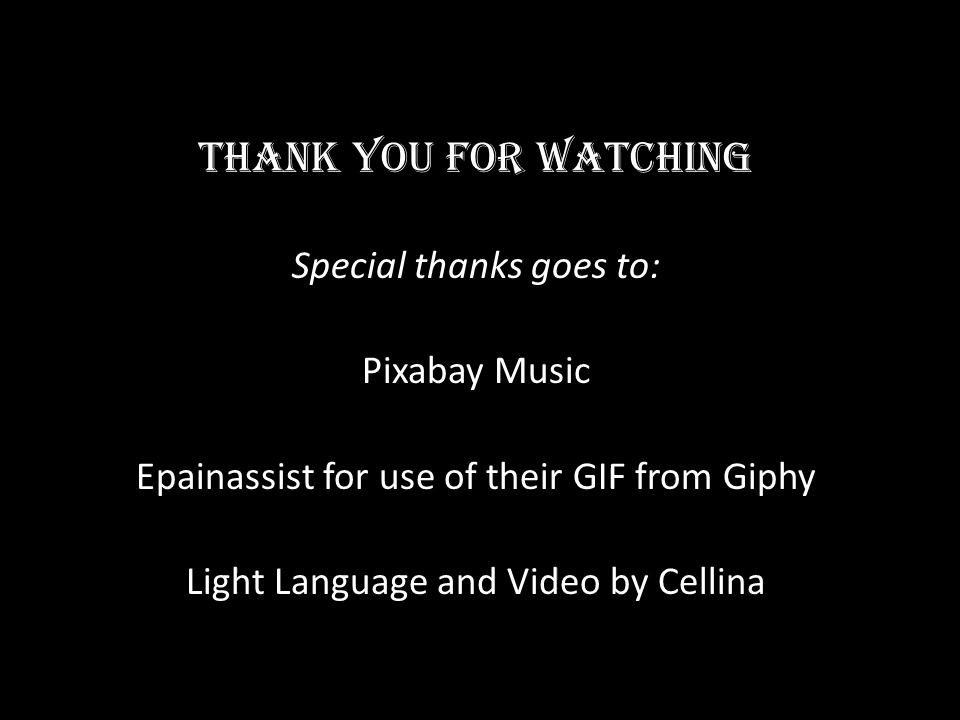 THANK YOU FOR WATCHING
Special thanks goes to:
Pixabay Music
Epainassist for use of their GIF from Giphy
Light Language and Video by Cellina